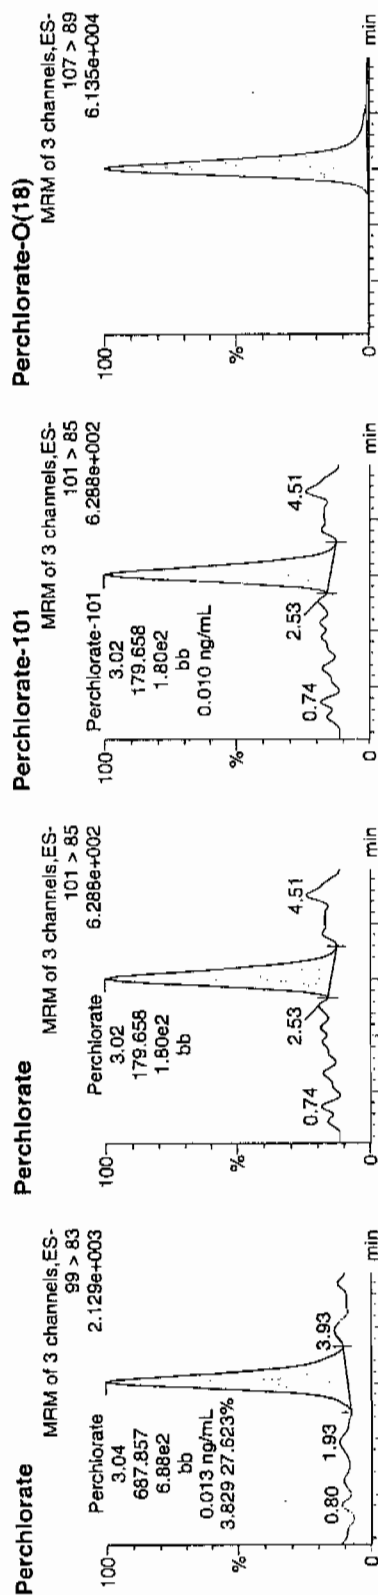 Perchlorate
MRM of 3 channels,ES-
99 > 83
2.129e+003
100
Perchlorate
3.04
687.857
6.88e2
bb
0.013 ng/mL
3.829 27.623%
%
0.80
1.93
3.93
0
min
Perchlorate
MRM of 3 channels,ES-
101 > 85
6.288e+002
100
Perchlorate
3.02
179.658
1.80e2
bb
%
0.74
2.53
4.51
0
min
Perchlorate-101
MRM of 3 channels,ES-
101 > 85
6.288e+002
100
Perchlorate-101
3.02
179.658
1.80e2
bb
0.010 ng/mL
%
0.74
2.53
4.51
0
min
Perchlorate-O(18)
MRM of 3 channels,ES-
107 > 89
6.135e+004
100
%
0
min